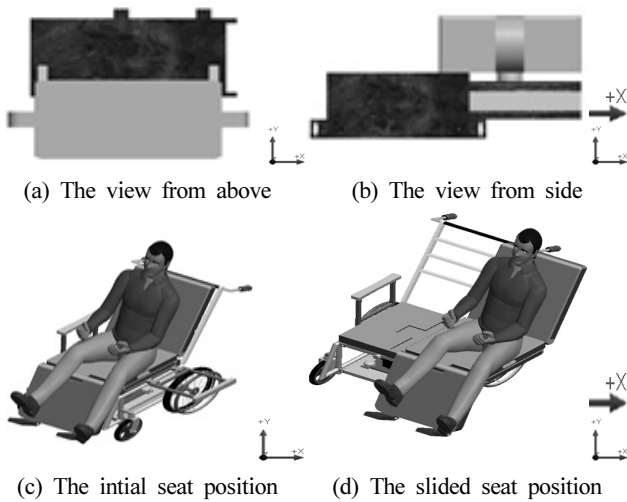 +X
+Y
+X
+Y
+X
(a) The view from above
(b) The view from side
+X
+Y
+X
+Y
+X
(c) The intial seat position
(d) The slided seat position